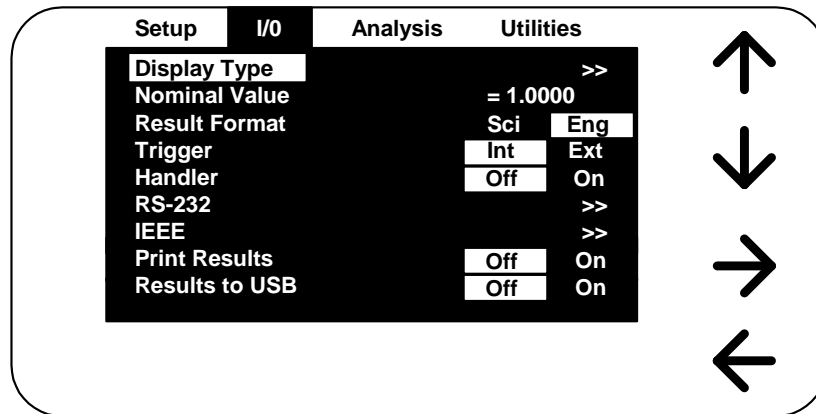 Setup I/0 Analysis Utilities
Display Type >>
Nominal Value = 1.0000
Result Format Sci Eng
Trigger Int Ext
Handler Off On
RS-232 >>
IEEE >>
Print Results Off On
Results to USB Off On